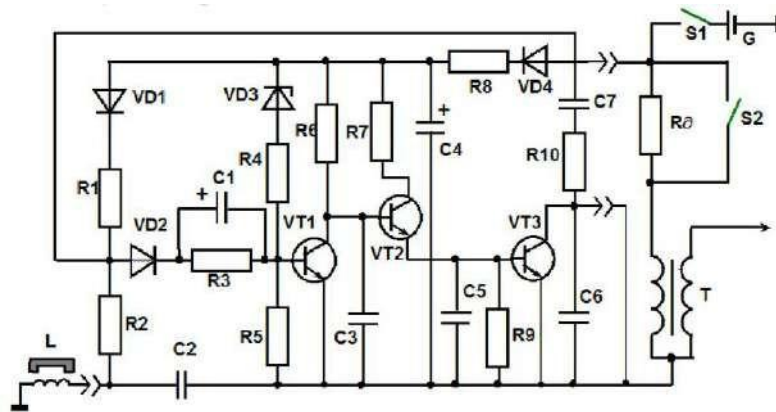 S1
G
VD1
VD3
R8
VD4
R6
R7
C4
C7
R∂
S2
R1
R4
C1
R10
VD2
VT1
VT2
VT3
R3
R2
R5
C3
C5
R9
C6
T
L
C2
+
+